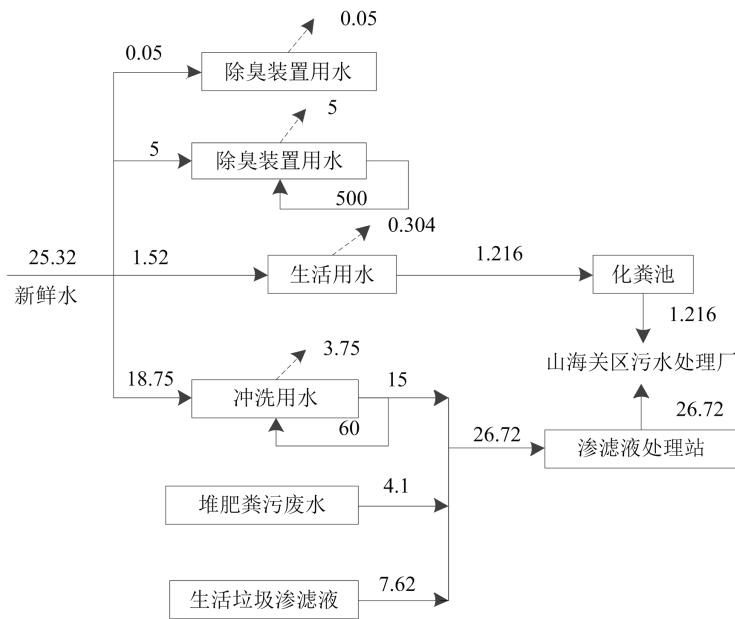 0.05
0.05
除臭装置用水
5
5
除臭装置用水
500
0.304
25.32
1.52
生活用水
1.216
化粪池
新鲜水
1.216
3.75
山海关区污水处理厂
18.75
冲洗用水
15
60
26.72
26.72
渗滤液处理站
堆肥粪污废水
4.1
生活垃圾渗滤液
7.62